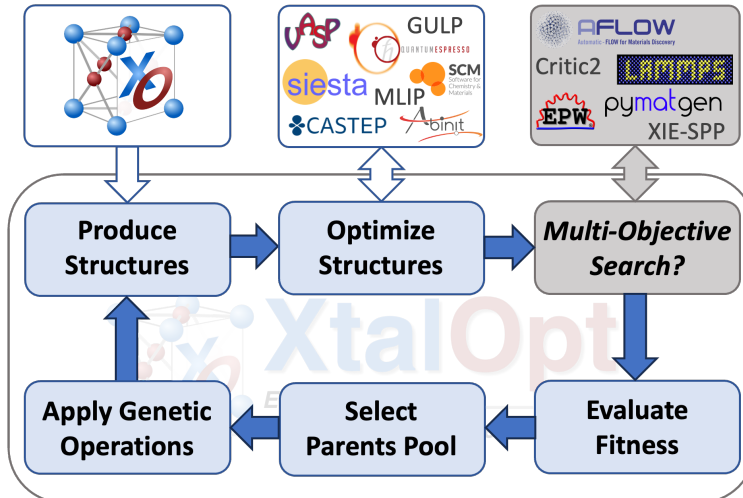 XO
VASP
GULP
QUANTUMESPRESSO
siesta
MLIP
SCM
Software for
Chemistry &
Materials
CASTEP
Abinit
AFLOW
Automatic - FLOW for Materials Discovery
Critic2
LAMMPS
EPW
pymatgen
XIE-SPP
Produce
Structures
Optimize
Structures
Multi-Objective
Search?
XO
XtalOpt
E
Apply Genetic
Operations
Select
Parents Pool
Evaluate
Fitness